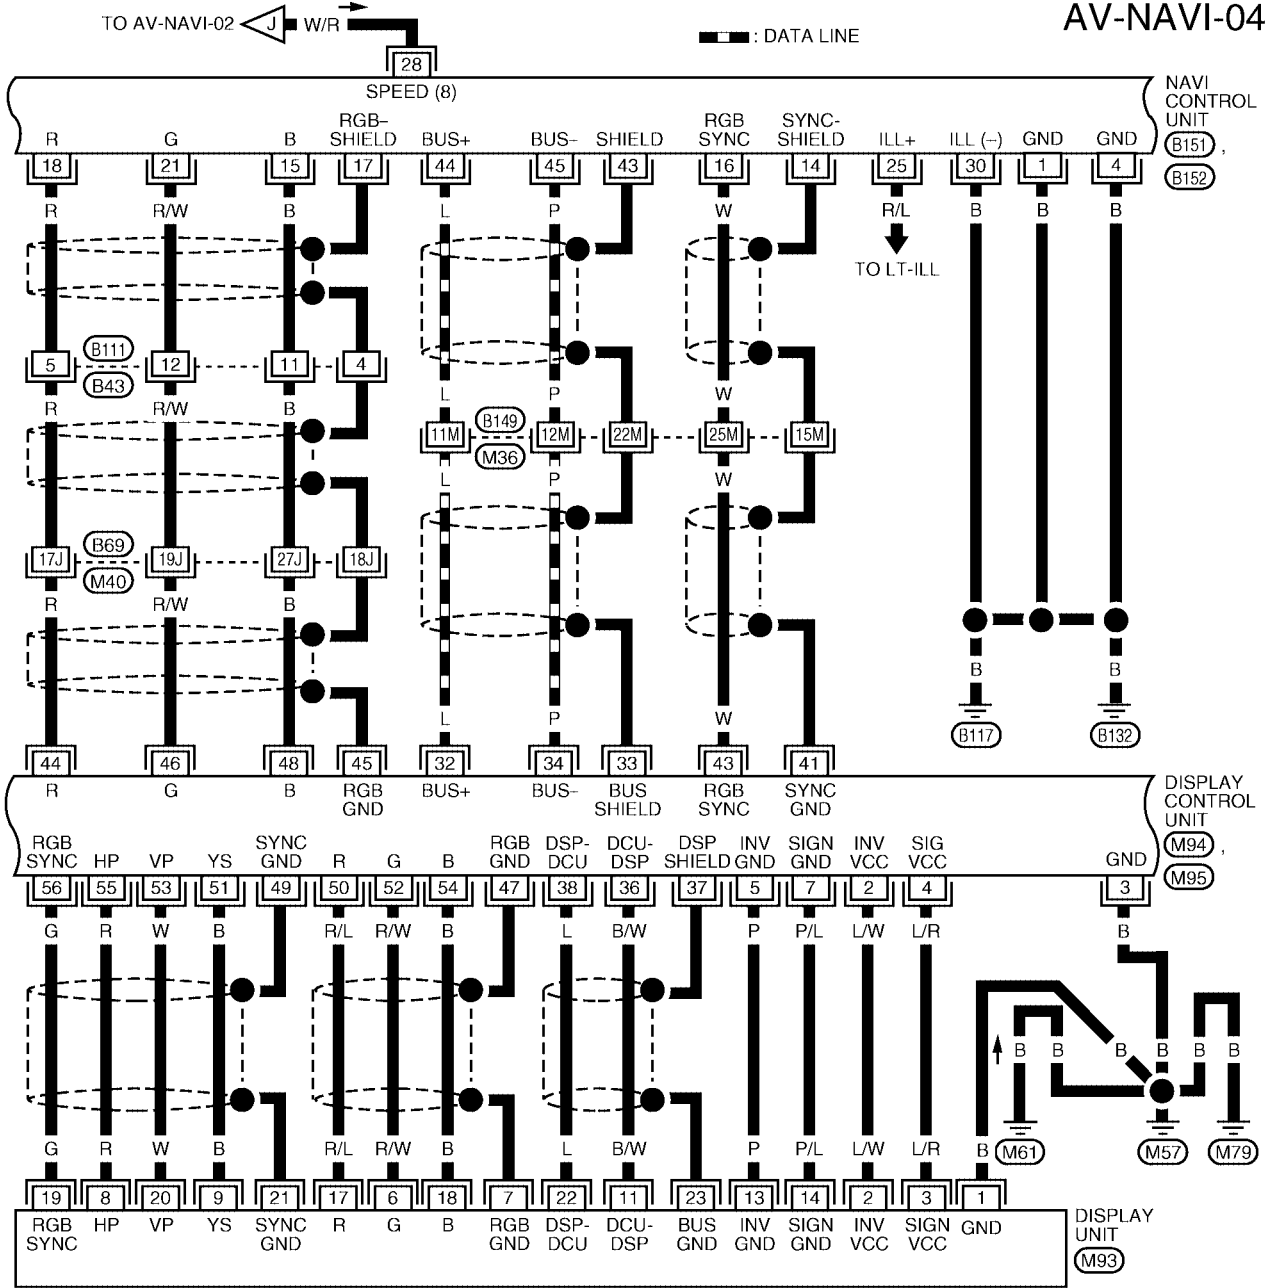 TO AV-NAVI-02 J W/R
AV-NAVI-04
: DATA LINE
28
SPEED (8)
NAVI
CONTROL
UNIT
B151 ,
B152
R G B RGB-
SHIELD BUS+ BUS- SHIELD RGB
SYNC SYNC-
SHIELD ILL+ ILL (-) GND GND
18 21 15 17 44 45 43 16 14 25 30 1 4
R R/W B L P W R/L B B B
TO LT-ILL
5 B111 12 11 4
B43
R R/W B L P W
11M B149 12M 22M 25M 15M
M36
L P W
17J B69 19J 27J 18J
M40
R R/W B
B B
L P W
B117 B132
44 46 48 45 32 34 33 43 41
R G B RGB
GND BUS+ BUS- BUS
SHIELD RGB
SYNC SYNC
GND
DISPLAY
CONTROL
UNIT
M94 ,
M95
RGB
SYNC HP VP YS SYNC
GND R G B RGB
GND DSP-
DCU DCU-
DSP DSP
SHIELD INV
GND SIGN
GND INV
VCC SIG
VCC GND
56 55 53 51 49 50 52 54 47 38 36 37 5 7 2 4 3
G R W B R/L R/W B L B/W P P/L L/W L/R B
B B B B B B
G R W B R/L R/W B L B/W P P/L L/W L/R B
M61 M57 M79
19 8 20 9 21 17 6 18 7 22 11 23 13 14 2 3 1
RGB
SYNC HP VP YS SYNC
GND R G B RGB
GND DSP-
DCU DCU-
DSP BUS
GND INV
GND SIGN
GND INV
VCC SIGN
VCC GND
DISPLAY
UNIT
M93